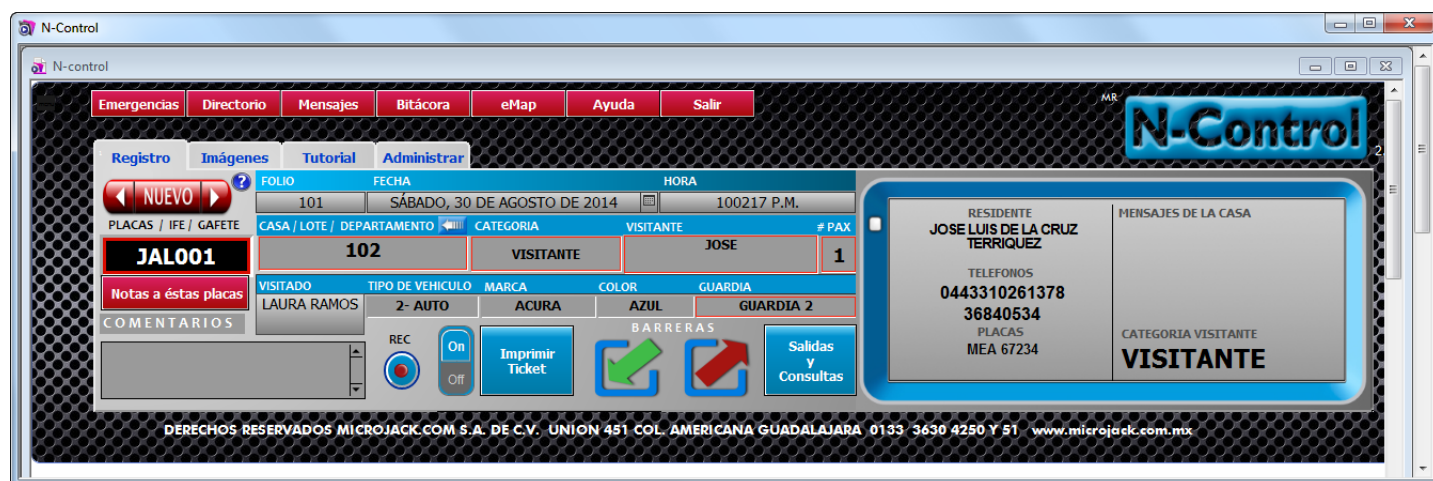 N-Control
N-control
Emergencias Directorio Mensajes Bitácora eMap Ayuda Salir
MR
N-Control
2.
Registro Imágenes Tutorial Administrar
NUEVO ?
FOLIO FECHA HORA
101 SÁBADO, 30 DE AGOSTO DE 2014 100217 P.M.
PLACAS / IFE / GAFETE
CASA / LOTE / DEPARTAMENTO CATEGORIA VISITANTE # PAX
JAL001 102 VISITANTE JOSE 1
Notas a éstas placas
VISITADO TIPO DE VEHICULO MARCA COLOR GUARDIA
LAURA RAMOS 2- AUTO ACURA AZUL GUARDIA 2
COMENTARIOS
REC
On
Off
Imprimir
Ticket
BARRERAS
Salidas
y
Consultas
RESIDENTE
JOSE LUIS DE LA CRUZ
TERRIQUEZ
TELEFONOS
0443310261378
36840534
PLACAS
MEA 67234
MENSAJES DE LA CASA
CATEGORIA VISITANTE
VISITANTE
DERECHOS RESERVADOS MICROJACK.COM S.A. DE C.V. UNION 451 COL. AMERICANA GUADALAJARA 0133 3630 4250 Y 51 www.microjack.com.mx